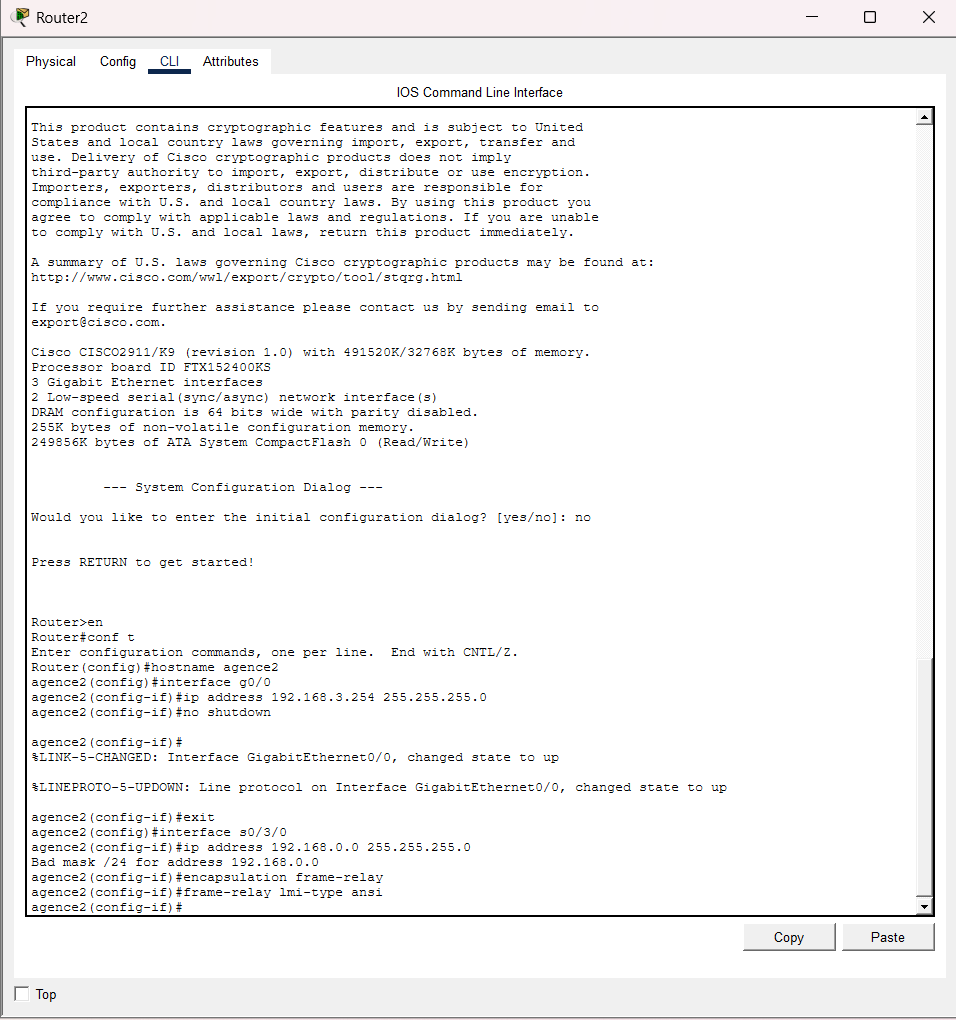 Router2
Physical Config CLI Attributes
IOS Command Line Interface
This product contains cryptographic features and is subject to United
States and local country laws governing import, export, transfer and
use. Delivery of Cisco cryptographic products does not imply
third-party authority to import, export, distribute or use encryption.
Importers, exporters, distributors and users are responsible for
compliance with U.S. and local country laws. By using this product you
agree to comply with applicable laws and regulations. If you are unable
to comply with U.S. and local laws, return this product immediately.
A summary of U.S. laws governing Cisco cryptographic products may be found at:
http://www.cisco.com/wwl/export/crypto/tool/stqrg.html
If you require further assistance please contact us by sending email to
export@cisco.com.
Cisco CISCO2911/K9 (revision 1.0) with 491520K/32768K bytes of memory.
Processor board ID FTX152400KS
3 Gigabit Ethernet interfaces
2 Low-speed serial(sync/async) network interface(s)
DRAM configuration is 64 bits wide with parity disabled.
255K bytes of non-volatile configuration memory.
249856K bytes of ATA System CompactFlash 0 (Read/Write)
--- System Configuration Dialog ---
Would you like to enter the initial configuration dialog? [yes/no]: no
Press RETURN to get started!
Router>en
Router#conf t
Enter configuration commands, one per line.  End with CNTL/Z.
Router(config)#hostname agence2
agence2(config)#interface g0/0
agence2(config-if)#ip address 192.168.3.254 255.255.255.0
agence2(config-if)#no shutdown
agence2(config-if)#
%LINK-5-CHANGED: Interface GigabitEthernet0/0, changed state to up
%LINEPROTO-5-UPDOWN: Line protocol on Interface GigabitEthernet0/0, changed state to up
agence2(config-if)#exit
agence2(config)#interface s0/3/0
agence2(config-if)#ip address 192.168.0.0 255.255.255.0
Bad mask /24 for address 192.168.0.0
agence2(config-if)#encapsulation frame-relay
agence2(config-if)#frame-relay lmi-type ansi
agence2(config-if)#
Copy Paste
Top